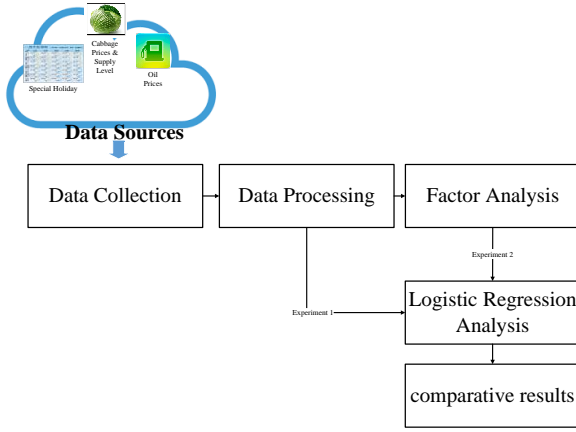 Cabbage
Prices &
Supply
Level
Special Holiday
Oil
Prices
Data Sources
Data Collection
Data Processing
Factor Analysis
Experiment 2
Experiment 1
Logistic Regression
Analysis
comparative results